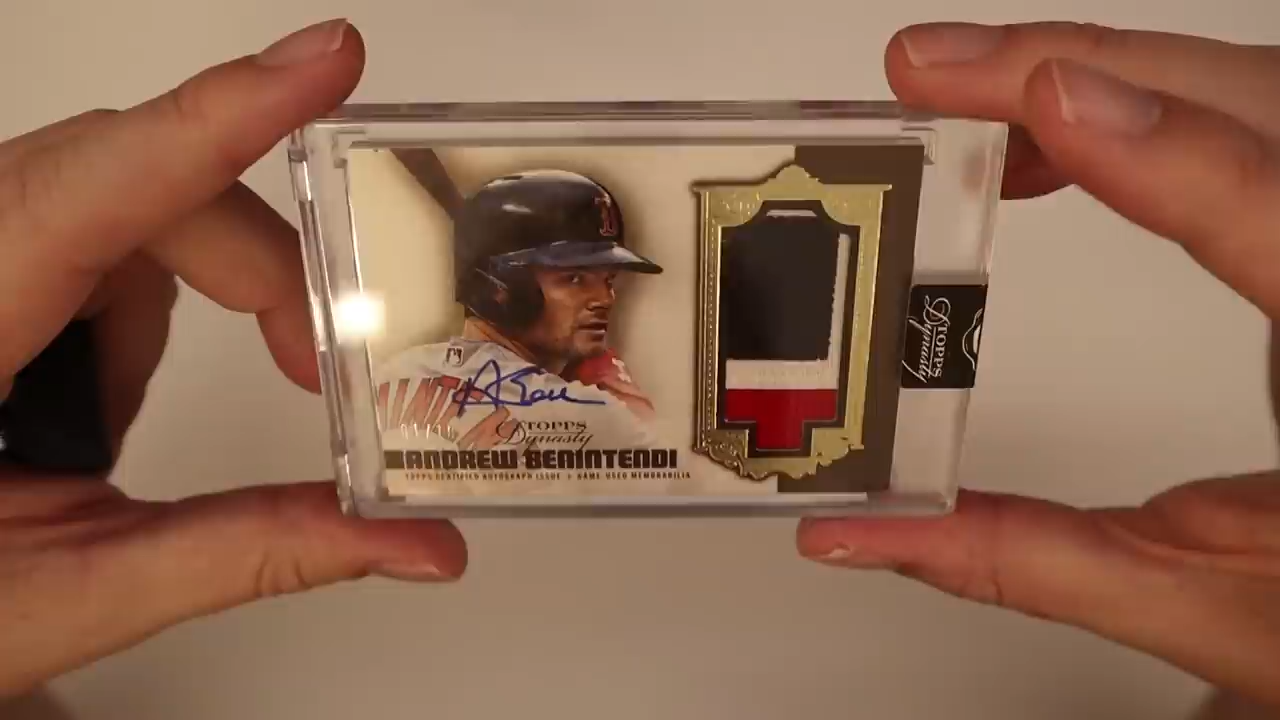 TOPPS
Dynasty
ANDREW BENINTENDI
TOPPS CERTIFIED AUTOGRAPH ISSUE • GAME-USED MEMORABILIA
TOPPS
Dynasty